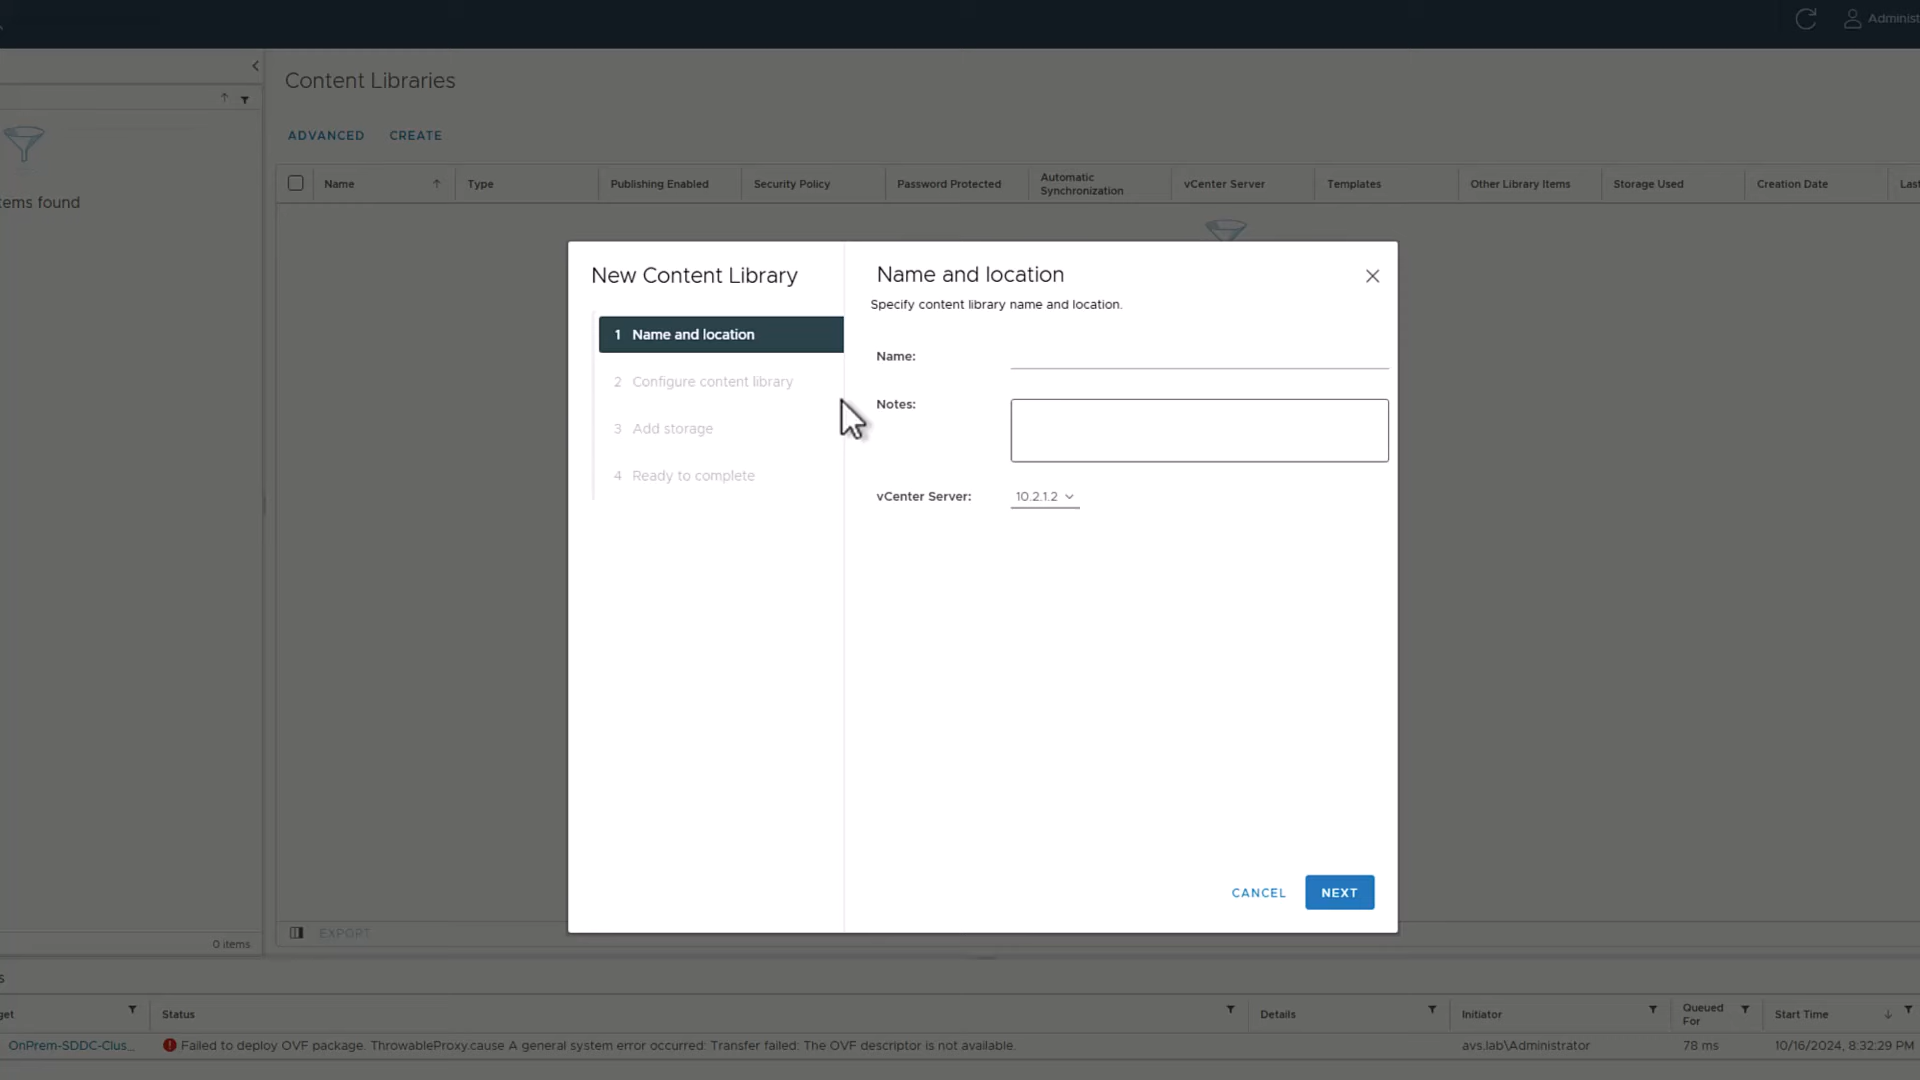 Administ
Content Libraries
ADVANCED CREATE
Name Type Publishing Enabled Security Policy Password Protected Automatic Synchronization vCenter Server Templates Other Library Items Storage Used Creation Date Last
ems found
New Content Library
1 Name and location
2 Configure content library
3 Add storage
4 Ready to complete
Name and location
Specify content library name and location.
Name:
Notes:
vCenter Server: 10.2.1.2
CANCEL NEXT
EXPORT
0 items
s
get Status Details Initiator Queued For Start Time
OnPrem-SDDC-Clus... Failed to deploy OVF package. ThrowableProxy.cause A general system error occurred: Transfer failed: The OVF descriptor is not available. avs.lab\Administrator 78 ms 10/16/2024, 8:32:29 PM